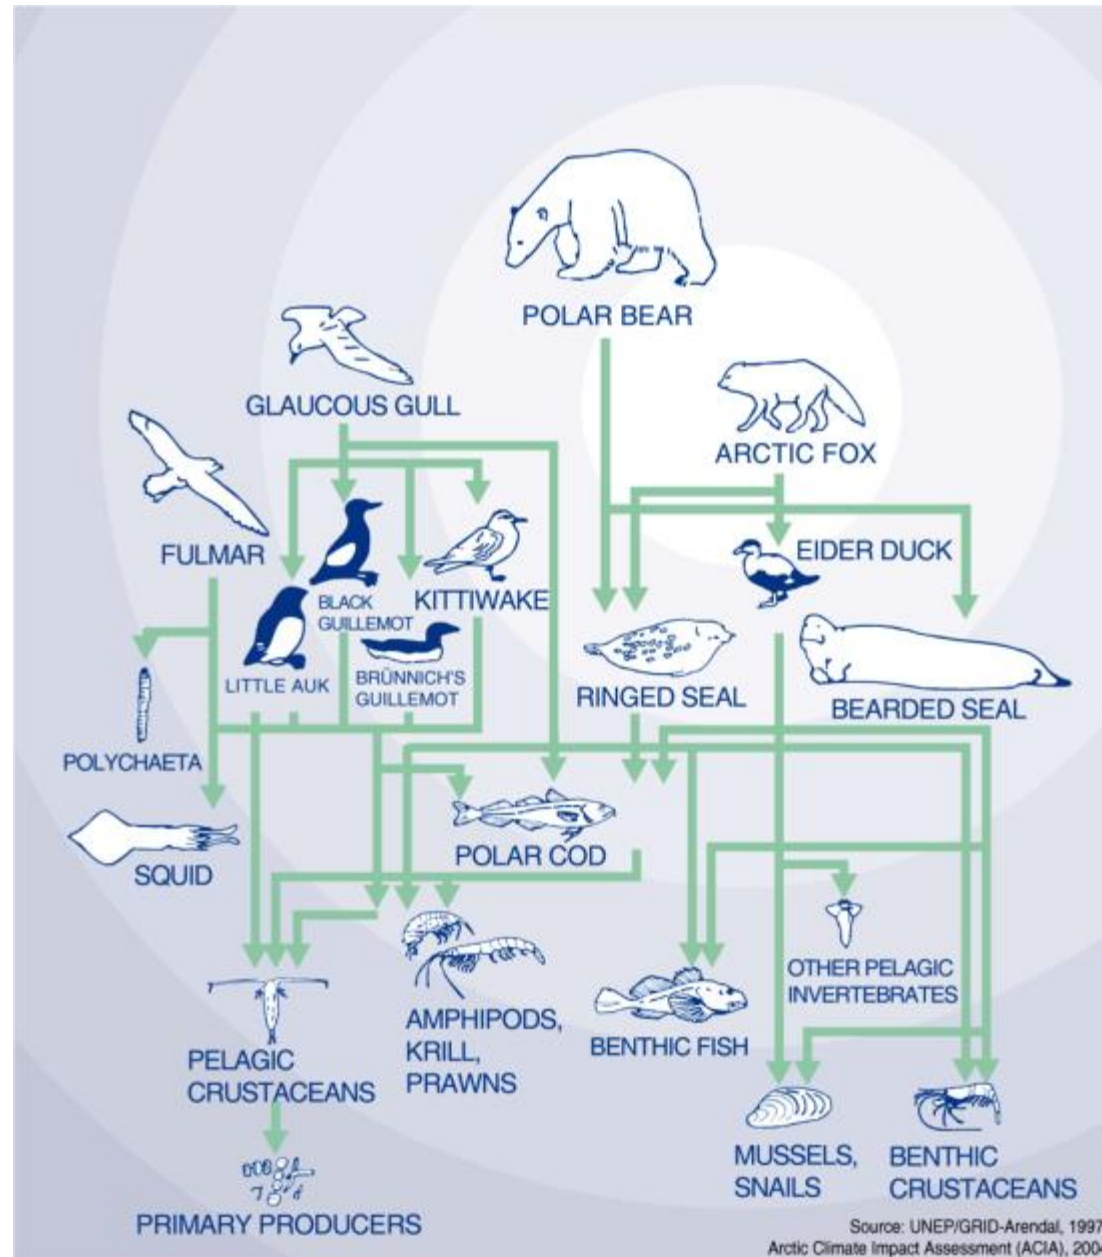 POLAR BEAR
GLAUCOUS GULL
ARCTIC FOX
FULMAR
EIDER DUCK
BLACK
GUILLEMOT
KITTIWAKE
LITTLE AUK
BRÜNNICH'S
GUILLEMOT
RINGED SEAL
BEARDED SEAL
POLYCHAETA
SQUID
POLAR COD
OTHER PELAGIC
INVERTEBRATES
AMPHIPODS,
KRILL,
PRAWNS
BENTHIC FISH
PELAGIC
CRUSTACEANS
MUSSELS,
SNAILS
BENTHIC
CRUSTACEANS
PRIMARY PRODUCERS
Source: UNEP/GRID-Arendal, 1997
Arctic Climate Impact Assessment (ACIA), 200